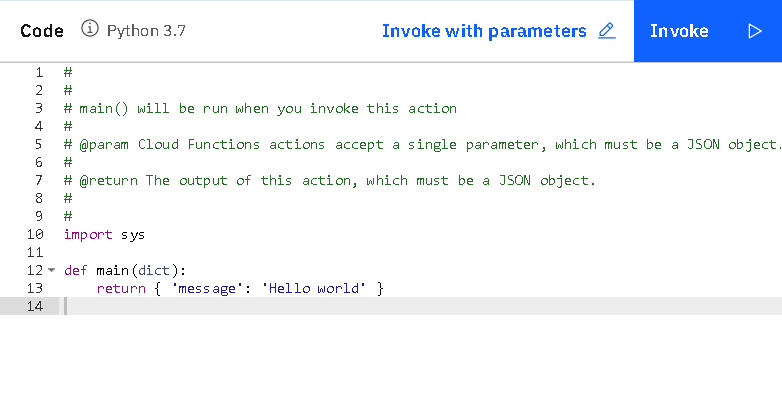 Code Python 3.7 Invoke with parameters Invoke
1 #
2 #
3 # main() will be run when you invoke this action
4 #
5 # @param Cloud Functions actions accept a single parameter, which must be a JSON object.
6 #
7 # @return The output of this action, which must be a JSON object.
8 #
9 #
10 import sys
11
12 def main(dict):
13     return { 'message': 'Hello world' }
14